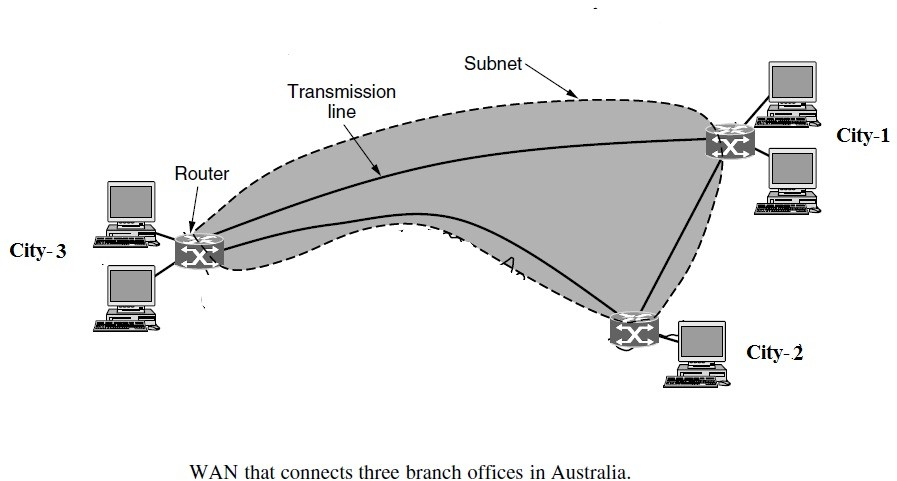 Subnet
Transmission
line
City-1
Router
City-3
City-2
WAN that connects three branch offices in Australia.